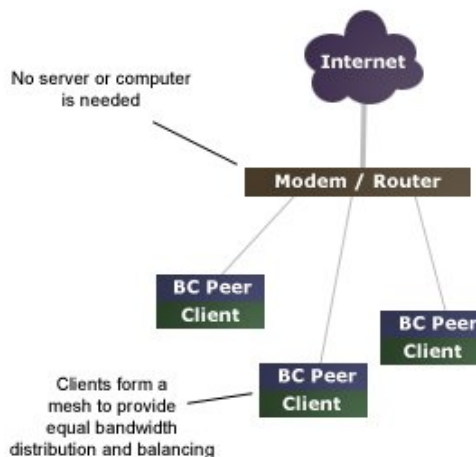 Internet
No server or computer
is needed
Modem / Router
BC Peer
Client
BC Peer
Client
BC Peer
Client
Clients form a
mesh to provide
equal bandwidth
distribution and balancing